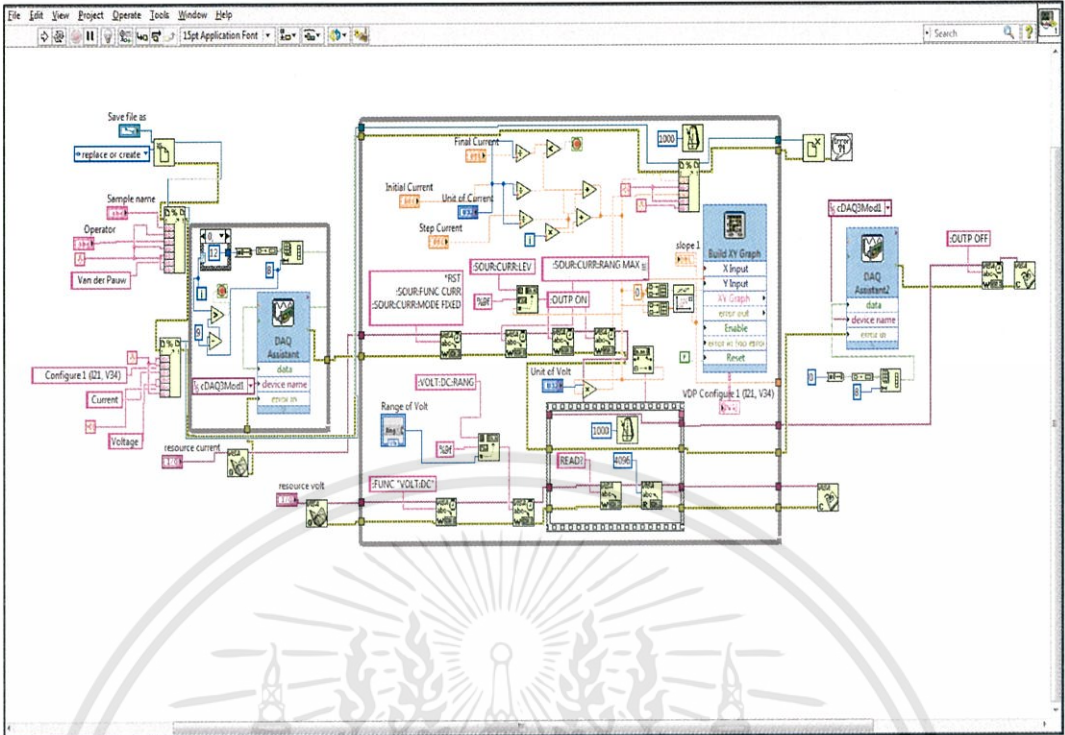 File Edit View Project Operate Tools Window Help
15pt Application Font
Search
Save file as
replace or create
Sample name
Operator
Van der Pauw
Configure 1 (I21, V34)
Current
Voltage
resource current
resource volt
12
8
DAQ
Assistant
data
device name
error in
cDAQ3Mod1
Final Current
Initial Current
Unit of Current
Step Current
*RST
:SOUR:FUNC CURR
:SOUR:CURR:MODE FIXED
:SOUR:CURR:LEV
:SOUR:CURR:RANG MAX
:OUTP ON
:VOLT:DC:RANG
Range of Volt
:FUNC "VOLT:DC"
Unit of Volt
1000
READ?
4096
1000
slope 1
Build XY Graph
X Input
Y Input
XY Graph
error out
Enable
Reset
VDP Configure 1 (I21, V34)
cDAQ3Mod1
DAQ
Assistant2
data
device name
error in
:OUTP OFF
0
8